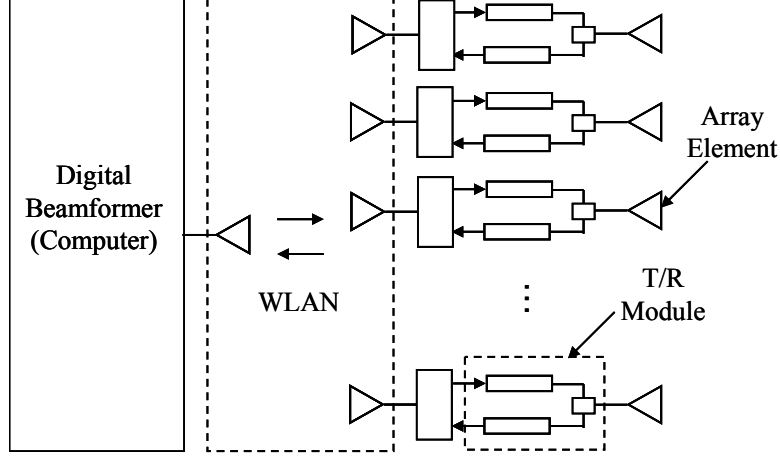 Digital
Beamformer
(Computer)
WLAN
Array
Element
T/R
Module